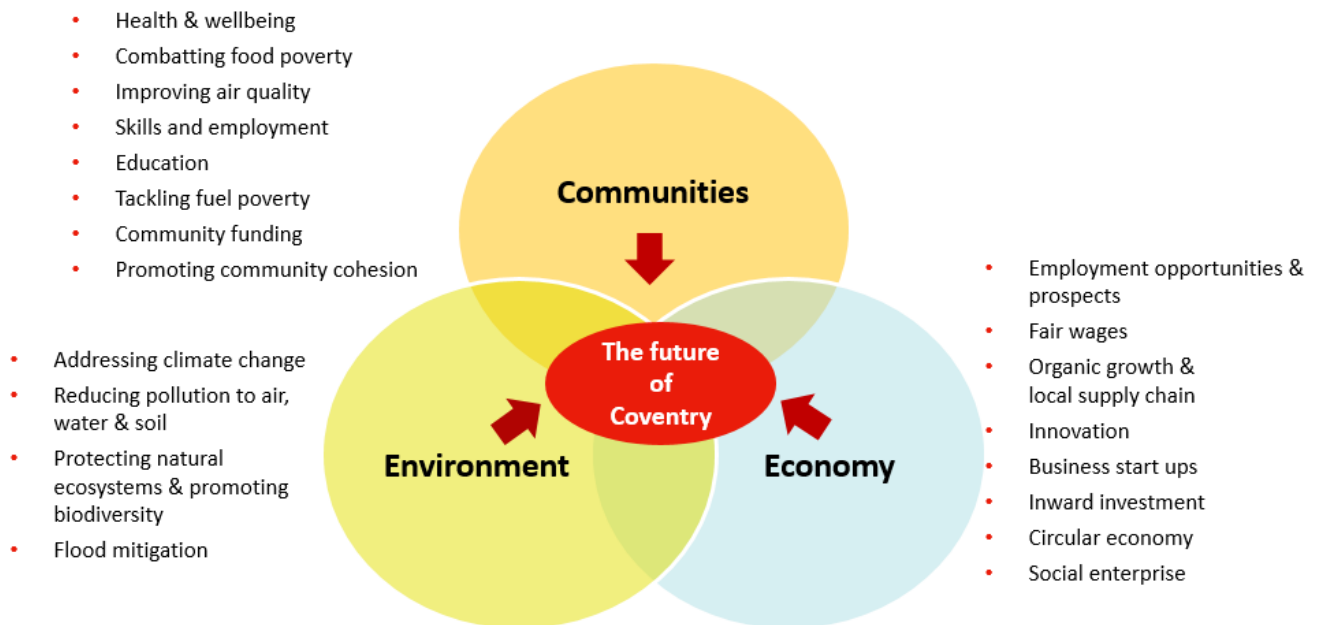 Health & wellbeing
Combatting food poverty
Improving air quality
Skills and employment
Education
Tackling fuel poverty
Community funding
Promoting community cohesion
Addressing climate change
Reducing pollution to air,
water & soil
Protecting natural
ecosystems & promoting
biodiversity
Flood mitigation
Communities
The future
of
Coventry
Environment
Economy
Employment opportunities &
prospects
Fair wages
Organic growth &
local supply chain
Innovation
Business start ups
Inward investment
Circular economy
Social enterprise